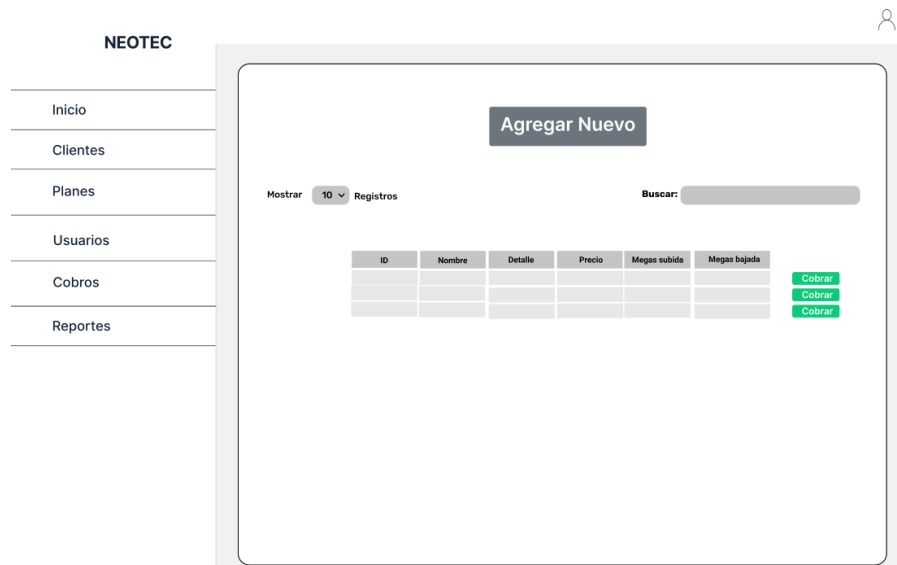 NEOTEC
Inicio
Clientes
Planes
Usuarios
Cobros
Reportes
Agregar Nuevo
Mostrar 10 Registros
Buscar:
ID Nombre Detalle Precio Megas subida Megas bajada
Cobrar
Cobrar
Cobrar